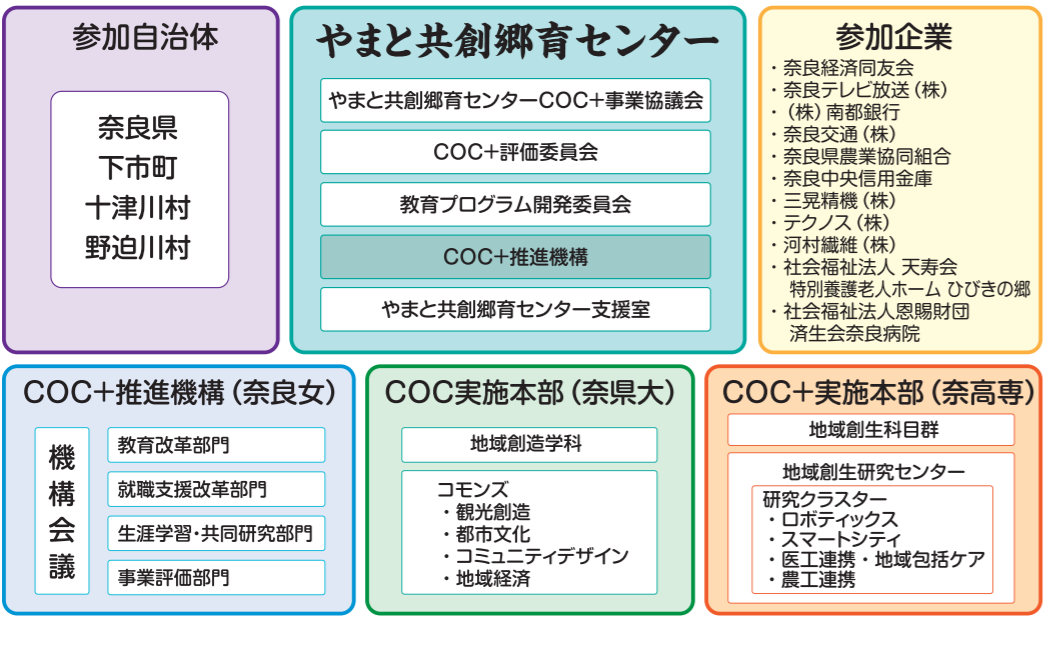 参加自治体
奈良県
下市町
十津川村
野迫川村
やまと共創郷育センター
やまと共創郷育センターCOC+事業協議会
COC+評価委員会
教育プログラム開発委員会
COC+推進機構
やまと共創郷育センター支援室
参加企業
・奈良経済同友会
・奈良テレビ放送(株)
・(株)南都銀行
・奈良交通(株)
・奈良県農業協同組合
・奈良中央信用金庫
・三晃精機(株)
・テクノス(株)
・河村繊維(株)
・社会福祉法人 天寿会
特別養護老人ホーム ひびきの郷
・社会福祉法人恩賜財団
済生会奈良病院
COC+推進機構(奈良女)
機構会議
教育改革部門
就職支援改革部門
生涯学習・共同研究部門
事業評価部門
COC実施本部(奈県大)
地域創造学科
コモンズ
・観光創造
・都市文化
・コミュニティデザイン
・地域経済
COC+実施本部(奈高専)
地域創生科目群
地域創生研究センター
研究クラスター
・ロボティックス
・スマートシティ
・医工連携・地域包括ケア
・農工連携